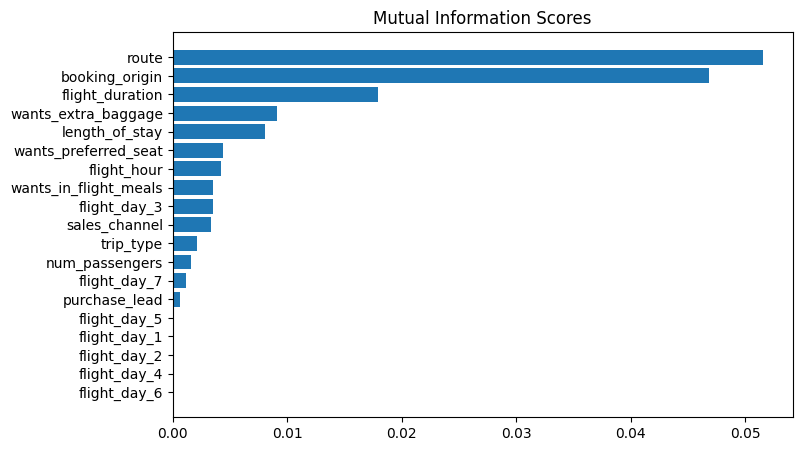 Mutual Information Scores
route
booking_origin
flight_duration
wants_extra_baggage
length_of_stay
wants_preferred_seat
flight_hour
wants_in_flight_meals
flight_day_3
sales_channel
trip_type
num_passengers
flight_day_7
purchase_lead
flight_day_5
flight_day_1
flight_day_2
flight_day_4
flight_day_6
0.00 0.01 0.02 0.03 0.04 0.05